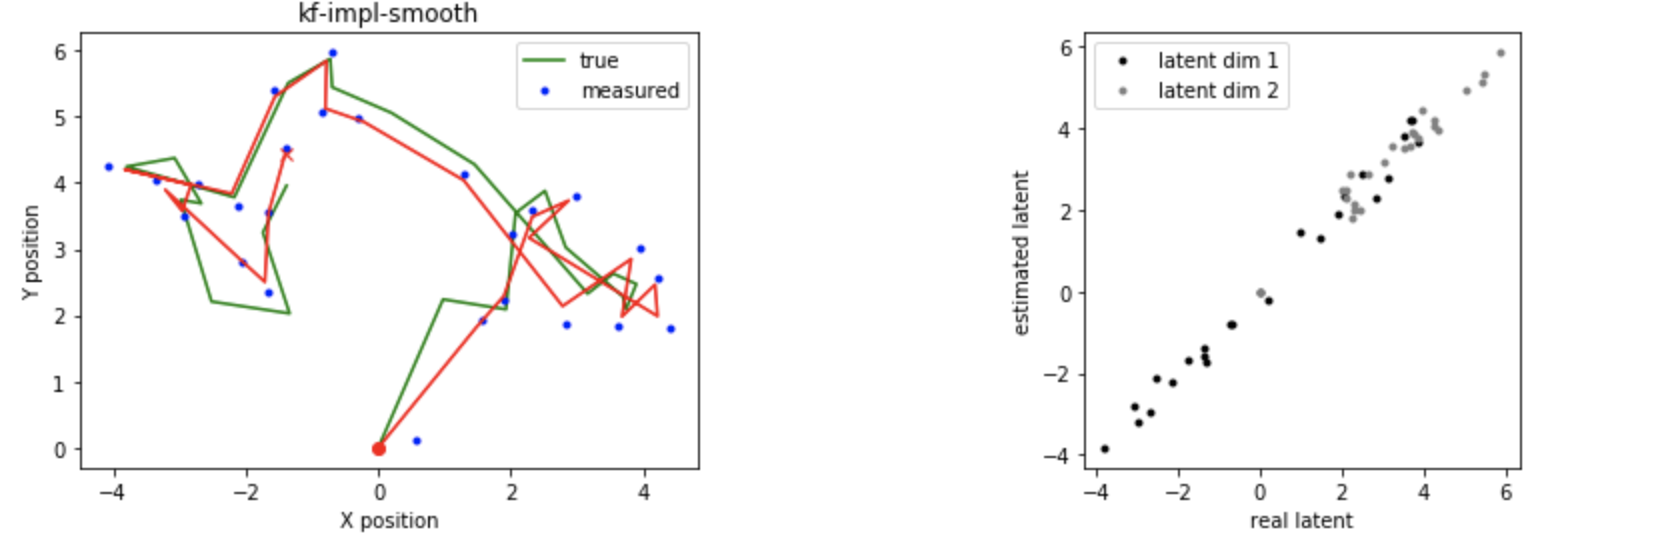 kf-impl-smooth
6
5
4
3
2
1
0
Y position
true
measured
−4
−2
0
2
4
X position
6
4
2
0
−2
−4
estimated latent
latent dim 1
latent dim 2
−4
−2
0
2
4
6
real latent